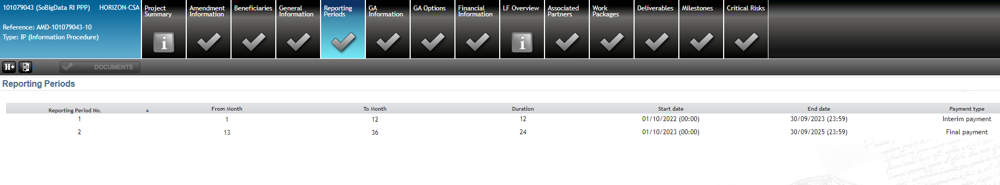 101079043 (SoBigData RI PPP) HORIZON-CSA
Reference: AMD-101079043-10
Type: IP (Information Procedure)
Project Summary
Amendment Information
Beneficiaries
General Information
Reporting Periods
GA Information
GA Options
Financial Information
LF Overview
Associated Partners
Work Packages
Deliverables
Milestones
Critical Risks
DOCUMENTS
Reporting Periods
Reporting Period No. From Month To Month Duration Start date End date Payment type
1 1 12 12 01/10/2022 (00:00) 30/09/2023 (23:59) Interim payment
2 13 36 24 01/10/2023 (00:00) 30/09/2025 (23:59) Final payment